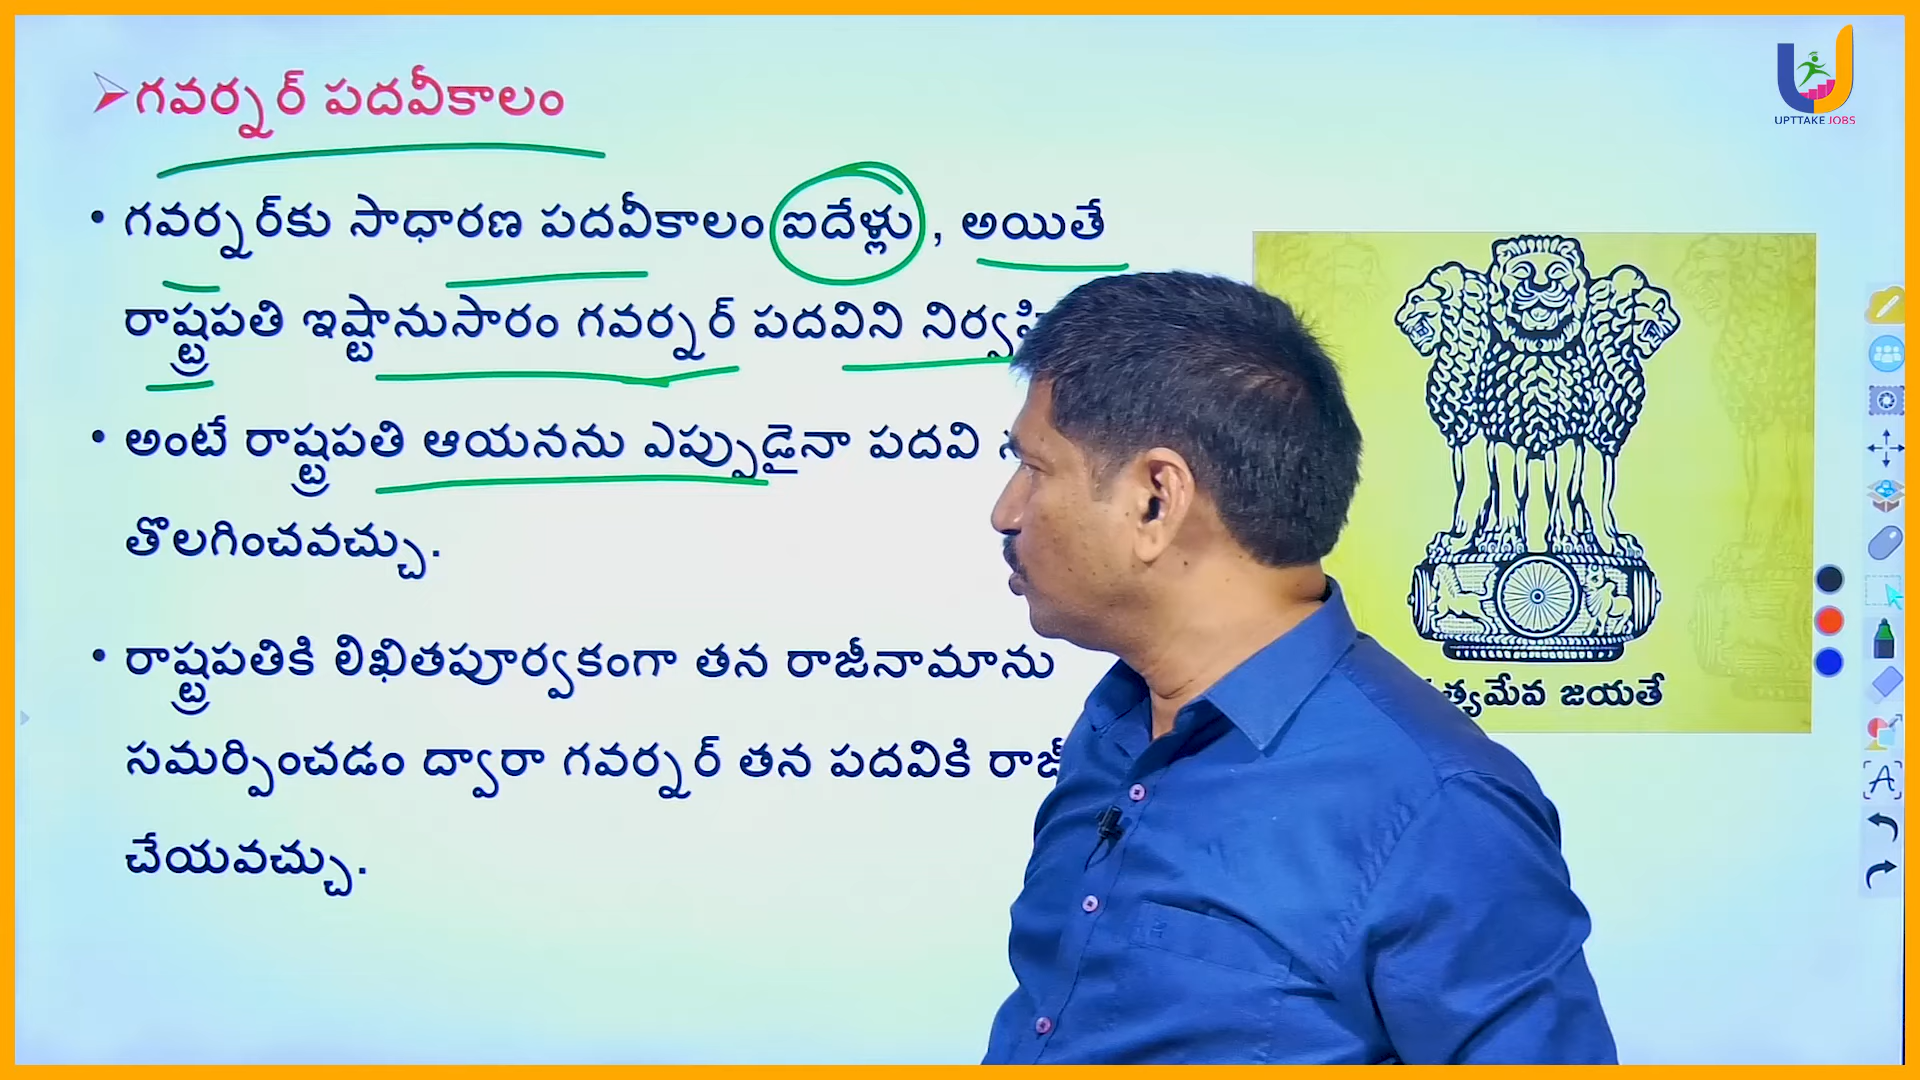 గవర్నర్ పదవీకాలం
UPTTAKE JOBS
• గవర్నర్‌కు సాధారణ పదవీకాలం ఐదేళ్లు , అయితే
రాష్ట్రపతి ఇష్టానుసారం గవర్నర్ పదవిని
• అంటే రాష్ట్రపతి ఆయనను ఎప్పుడైనా పదవి
తొలగించవచ్చు.
• రాష్ట్రపతికి లిఖితపూర్వకంగా తన రాజీనామాను
సమర్పించడం ద్వారా గవర్నర్ తన పదవికి
చేయవచ్చు.
జయతే